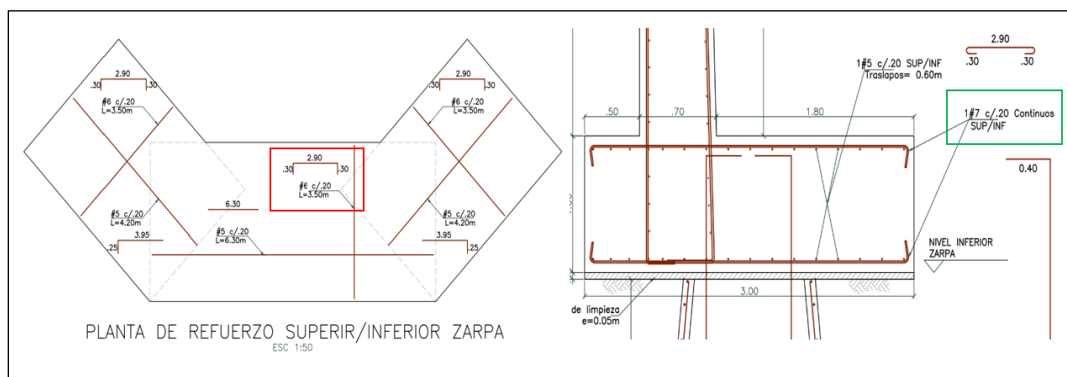 2.90
.30 .30
#6 c/.20
L=3.50m
#5 c/.20
L=4.20m
3.95
.25
2.90
.30 .30
#6 c/.20
L=3.50m
6.30
#5 c/.20
L=6.30m
2.90
.30 .30
#6 c/.20
L=3.50m
#5 c/.20
L=4.20m
3.95
.25
PLANTA DE REFUERZO SUPERIR/INFERIOR ZARPA
ESC 1:50
1#5 c/.20 SUP/INF
Traslapos= 0.60m
2.90
.30 .30
.50 .70 1.80
1#7 c/.20 Continuos
SUP/INF
0.40
NIVEL INFERIOR
ZARPA
3.00
de limpieza
e=0.05m